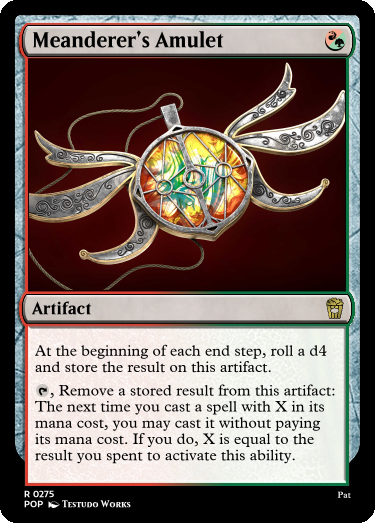 Meanderer's Amulet
Artifact
At the beginning of each end step, roll a d4
and store the result on this artifact.
, Remove a stored result from this artifact:
The next time you cast a spell with X in its
mana cost, you may cast it without paying
its mana cost. If you do, X is equal to the
result you spent to activate this ability.
R 0275
Pat
POP Testudo Works